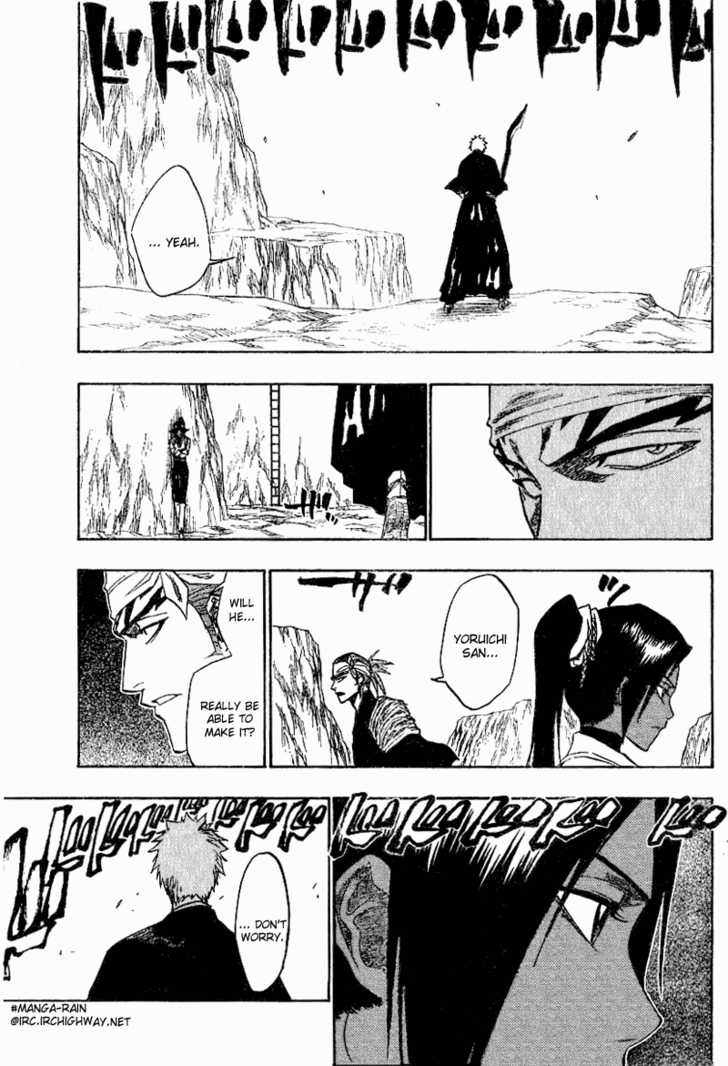 ... YEAH.
YORUICHI
SAN...
WILL
HE...
REALLY BE
ABLE TO
MAKE IT?
... DON'T
WORRY.
#MANGA-RAIN
@IRC.IRCHIGHWAY.NET